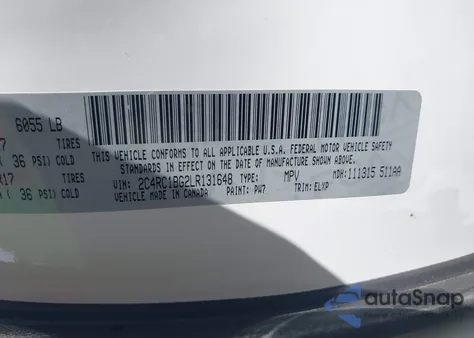 6055 LB
7 TIRES
( 36 PSI) COLD
R17 TIRES
( 36 PSI) COLD
THIS VEHICLE CONFORMS TO ALL APPLICABLE U.S.A. FEDERAL MOTOR VEHICLE SAFETY
STANDARDS IN EFFECT ON THE DATE OF MANUFACTURE SHOWN ABOVE.
VIN: 2C4RC1BG2LR131648 TYPE: MPV MDH: 111315 511AA
VEHICLE MADE IN CANADA PAINT: PW7 TRIM: ELXP
autoSnap